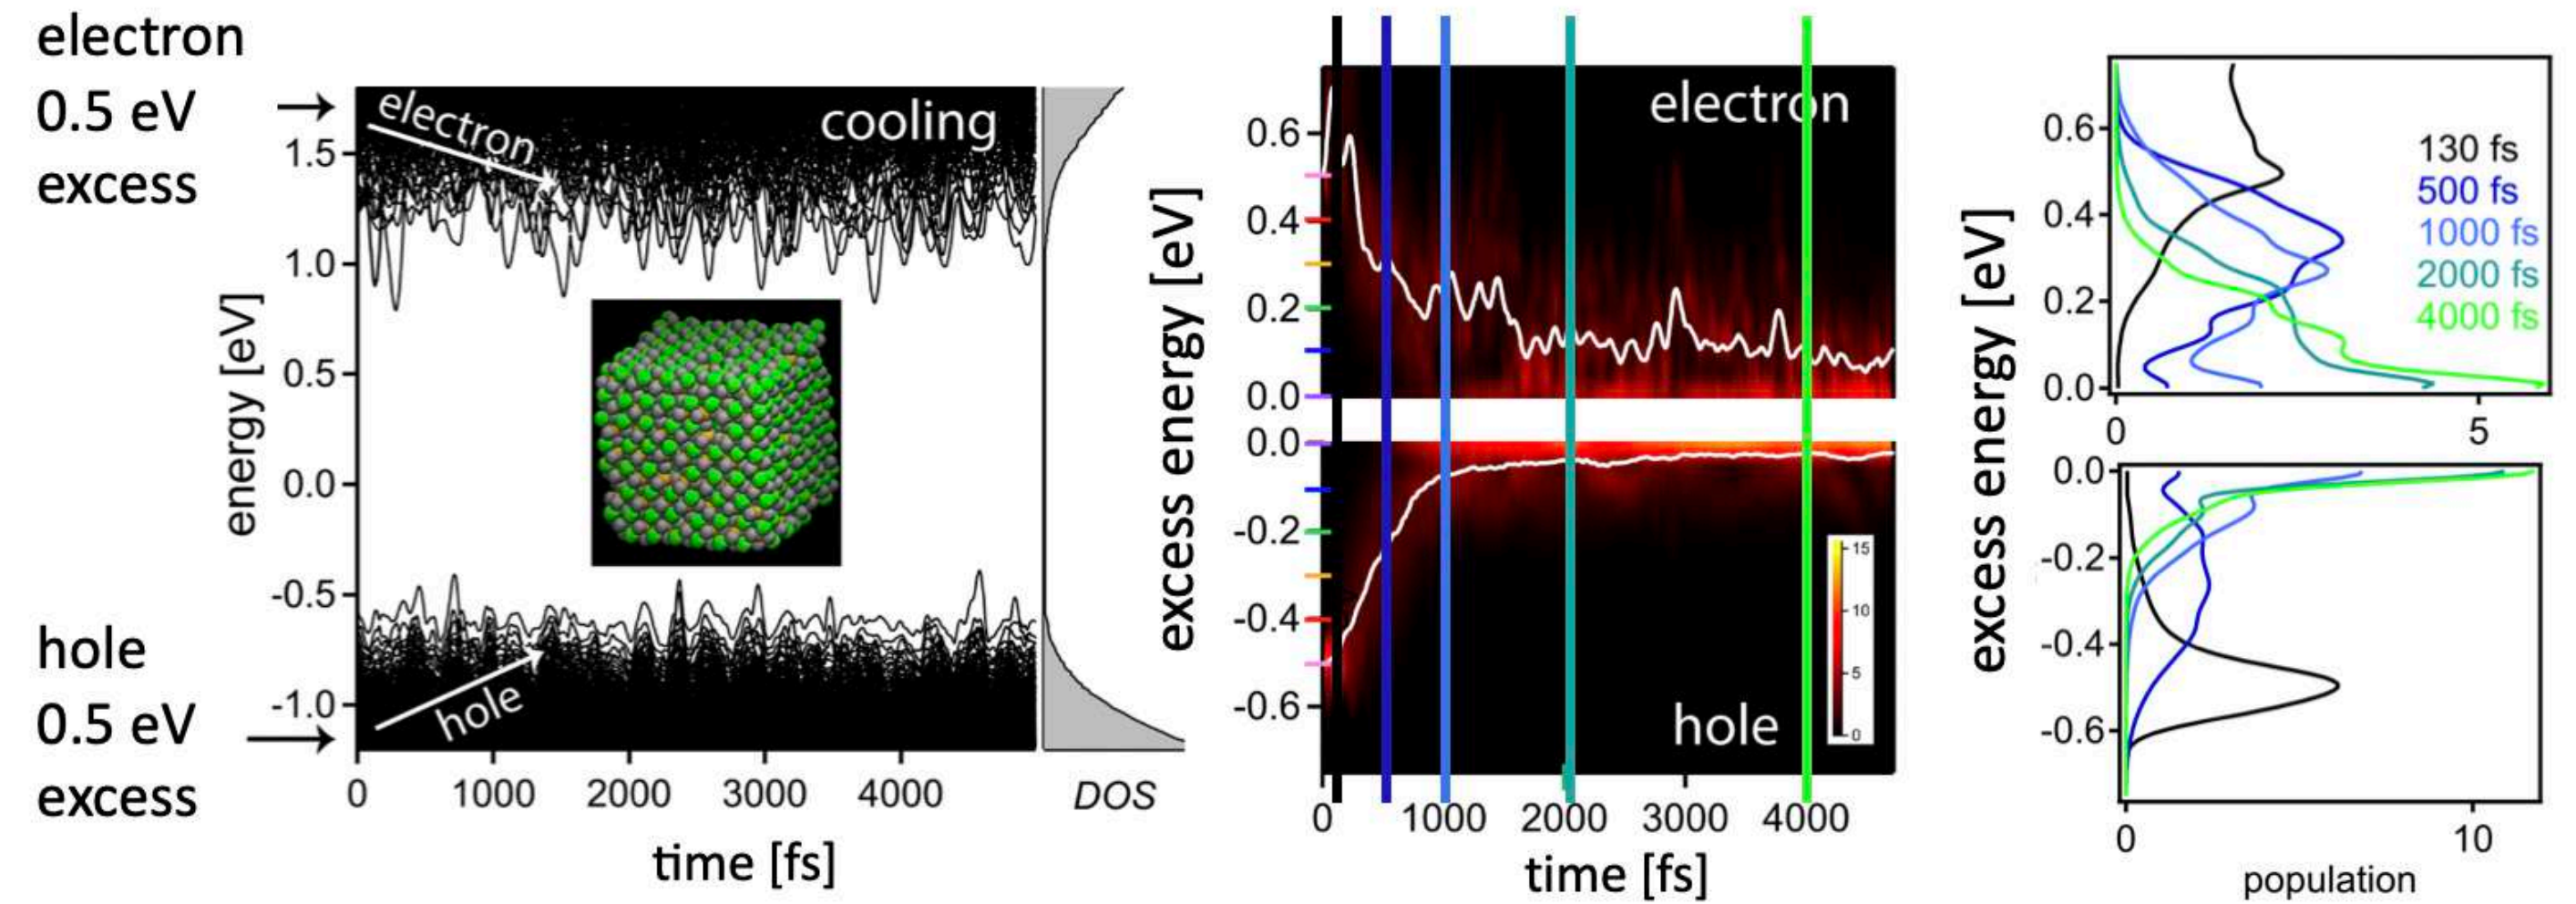 electron
0.5 eV
excess
hole
0.5 eV
excess
energy [eV]
1.5
1.0
0.5
0.0
-0.5
-1.0
electron
cooling
hole
0
1000
2000
3000
4000
DOS
time [fs]
excess energy [eV]
0.6
0.4
0.2
0.0
0.0
-0.2
-0.4
-0.6
electron
hole
15
10
5
0
0
1000
2000
3000
4000
time [fs]
excess energy [eV]
0.6
0.4
0.2
0.0
130 fs
500 fs
1000 fs
2000 fs
4000 fs
0
5
0.0
-0.2
-0.4
-0.6
0
10
population